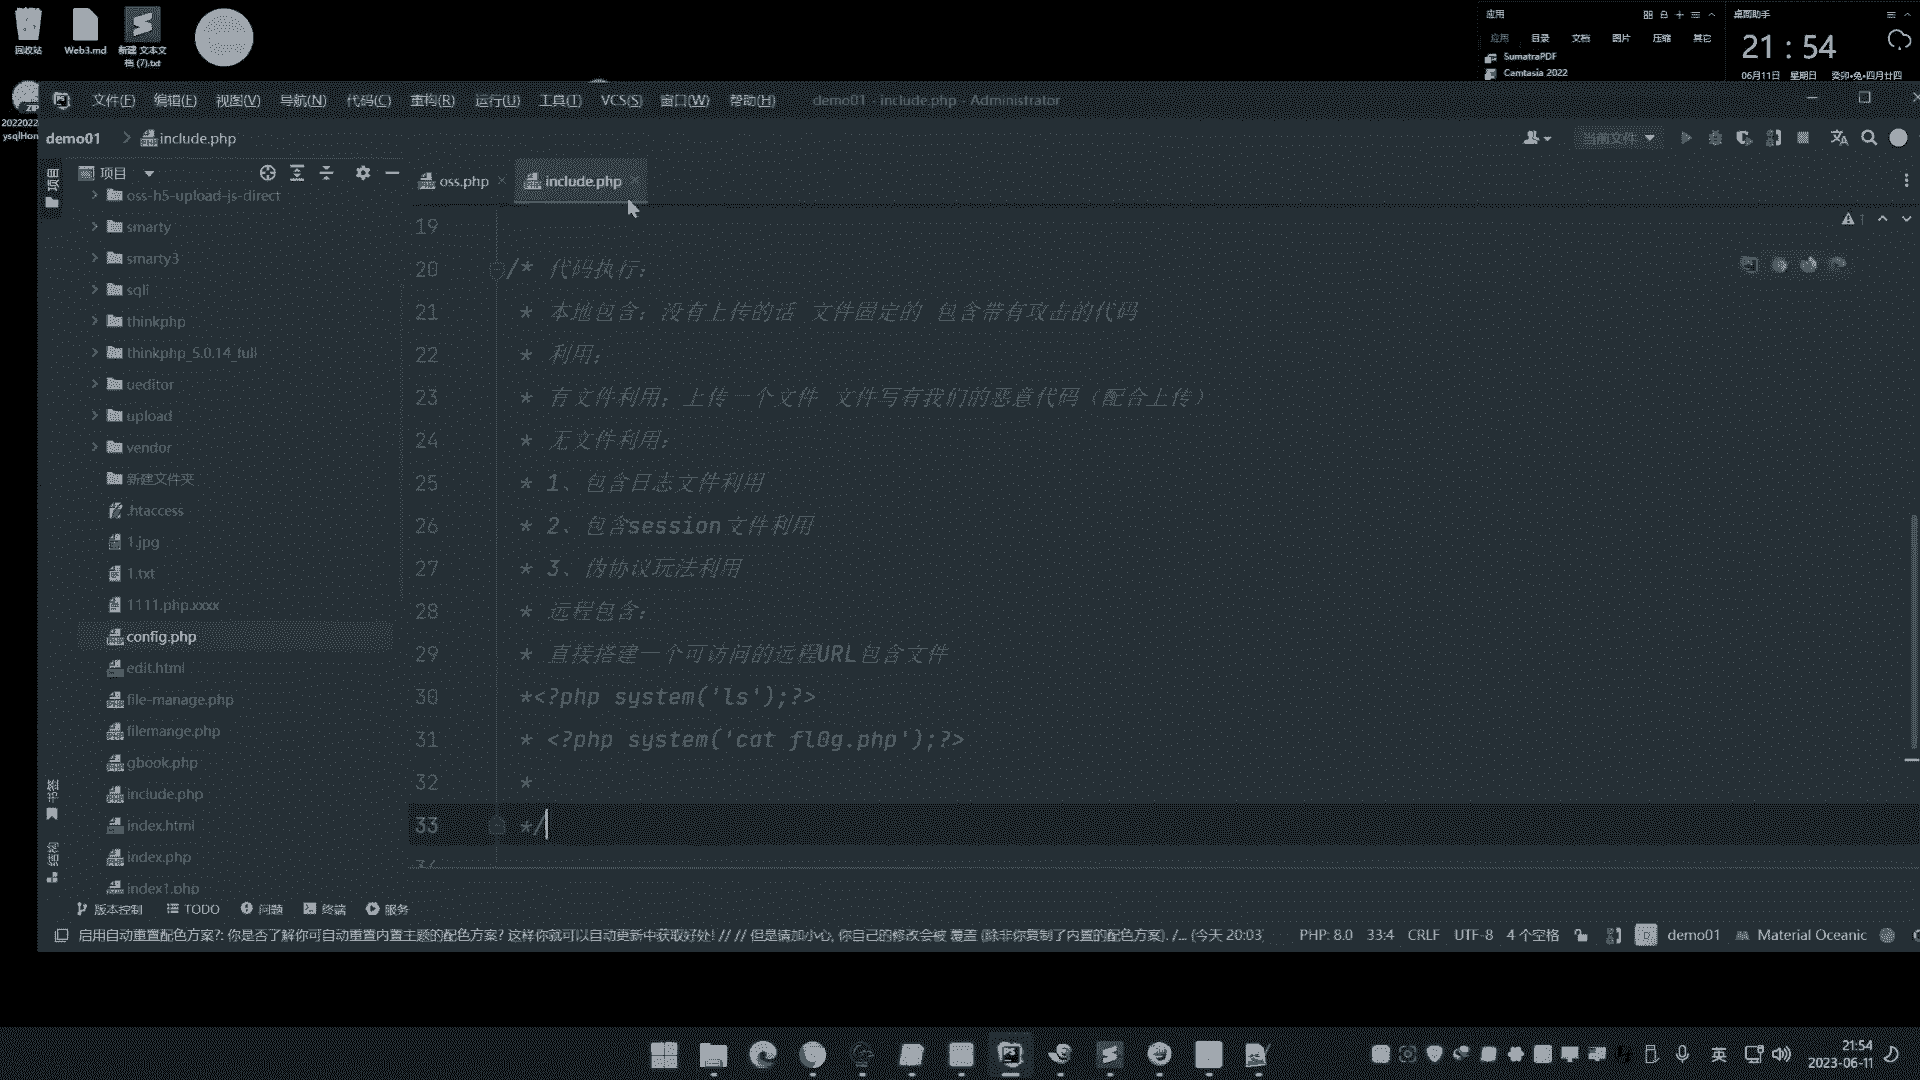 回收站
Web3.md
新建 文本文
档 (7).txt
应用
应用 目录 文档 图片 压缩 其它
SumatraPDF
Camtasia 2022
桌面助手
21:54
06月11日 星期日 癸卯•兔•四月廿四
2022022
ysqlHon
文件(F) 编辑(E) 视图(V) 导航(N) 代码(C) 重构(R) 运行(U) 工具(T) VCS(S) 窗口(W) 帮助(H) demo01 - include.php - Administrator
demo01 include.php
当前文件
项目
项目
oss.php
include.php
oss-h5-upload-js-direct
smarty
smarty3
sqli
thinkphp
thinkphp_5.0.14_full
ueditor
upload
vendor
新建文件夹
.htaccess
1.jpg
1.txt
1111.php.xxxx
config.php
edit.html
file-manage.php
filemange.php
gbook.php
include.php
index.html
index.php
index1.php
书签
结构
19
20 /* 代码执行：
21 * 本地包含：没有上传的话 文件固定的 包含带有攻击的代码
22 * 利用：
23 * 有文件利用：上传一个文件 文件写有我们的恶意代码（配合上传）
24 * 无文件利用：
25 * 1、包含日志文件利用
26 * 2、包含session文件利用
27 * 3、伪协议玩法利用
28 * 远程包含：
29 * 直接搭建一个可访问的远程URL包含文件
30 *<?php system('ls');?>
31 * <?php system('cat fl0g.php');?>
32 *
33 */
1
版本控制 TODO 问题 终端 服务
启用自动重置配色方案?: 你是否了解你可自动重置内置主题的配色方案? 这样你就可以自动更新中获取好处! // // 但是请加小心, 你自己的修改会被 覆盖 (除非你复制了内置的配色方案). /... (今天 20:03)
PHP: 8.0 33:4 CRLF UTF-8 4 个空格 demo01 Material Oceanic
英
21:54
2023-06-11